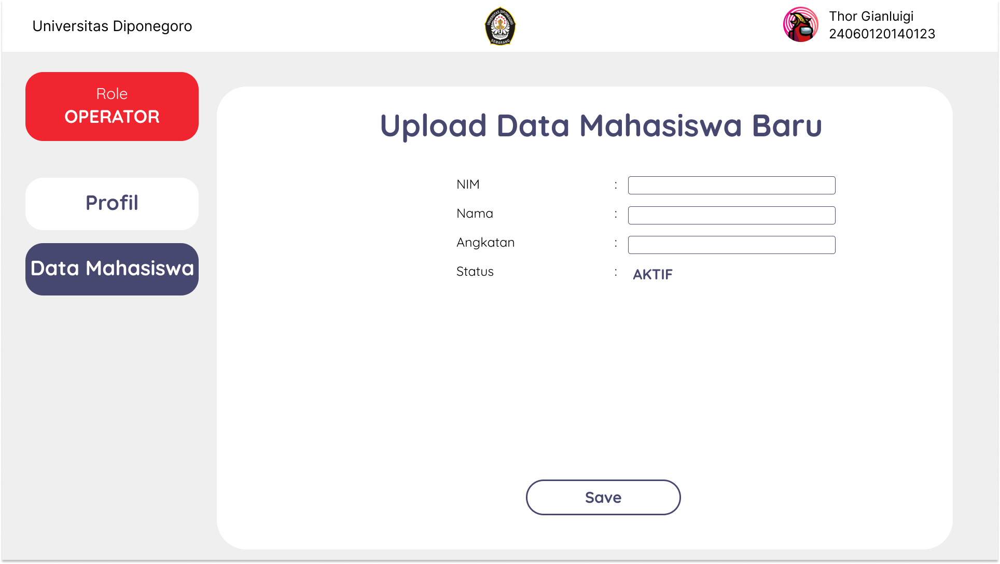 Universitas Diponegoro
UNIVERSITAS DIPONEGORO
SEMARANG
Thor Gianluigi
24060120140123
Role
OPERATOR
Profil
Data Mahasiswa
Upload Data Mahasiswa Baru
NIM :
Nama :
Angkatan :
Status : AKTIF
Save